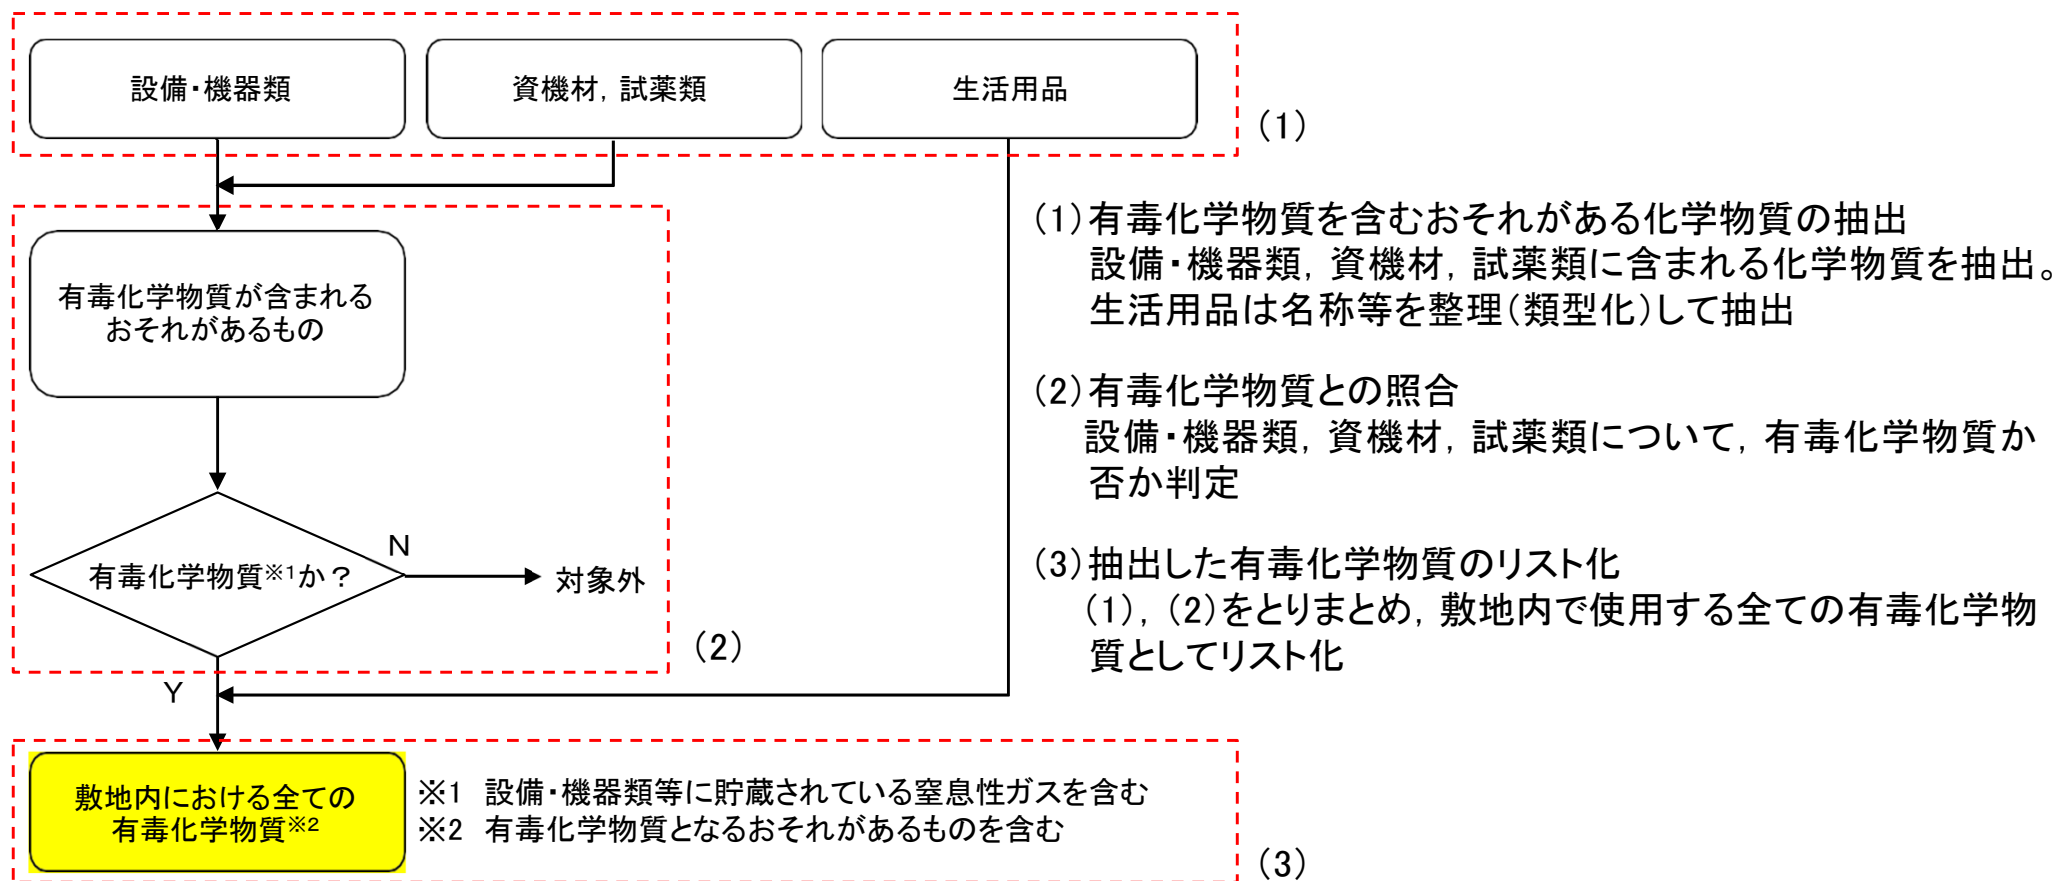 設備・機器類
資機材，試薬類
生活用品
(1)
有毒化学物質が含まれる
おそれがあるもの
有毒化学物質※1か？
N
対象外
(2)
Y
敷地内における全ての
有毒化学物質※2
※1　設備・機器類等に貯蔵されている窒息性ガスを含む
※2　有毒化学物質となるおそれがあるものを含む
(3)
(1)有毒化学物質を含むおそれがある化学物質の抽出
設備・機器類，資機材，試薬類に含まれる化学物質を抽出。
生活用品は名称等を整理(類型化)して抽出
(2)有毒化学物質との照合
設備・機器類，資機材，試薬類について，有毒化学物質か
否か判定
(3)抽出した有毒化学物質のリスト化
(1)，(2)をとりまとめ，敷地内で使用する全ての有毒化学物
質としてリスト化